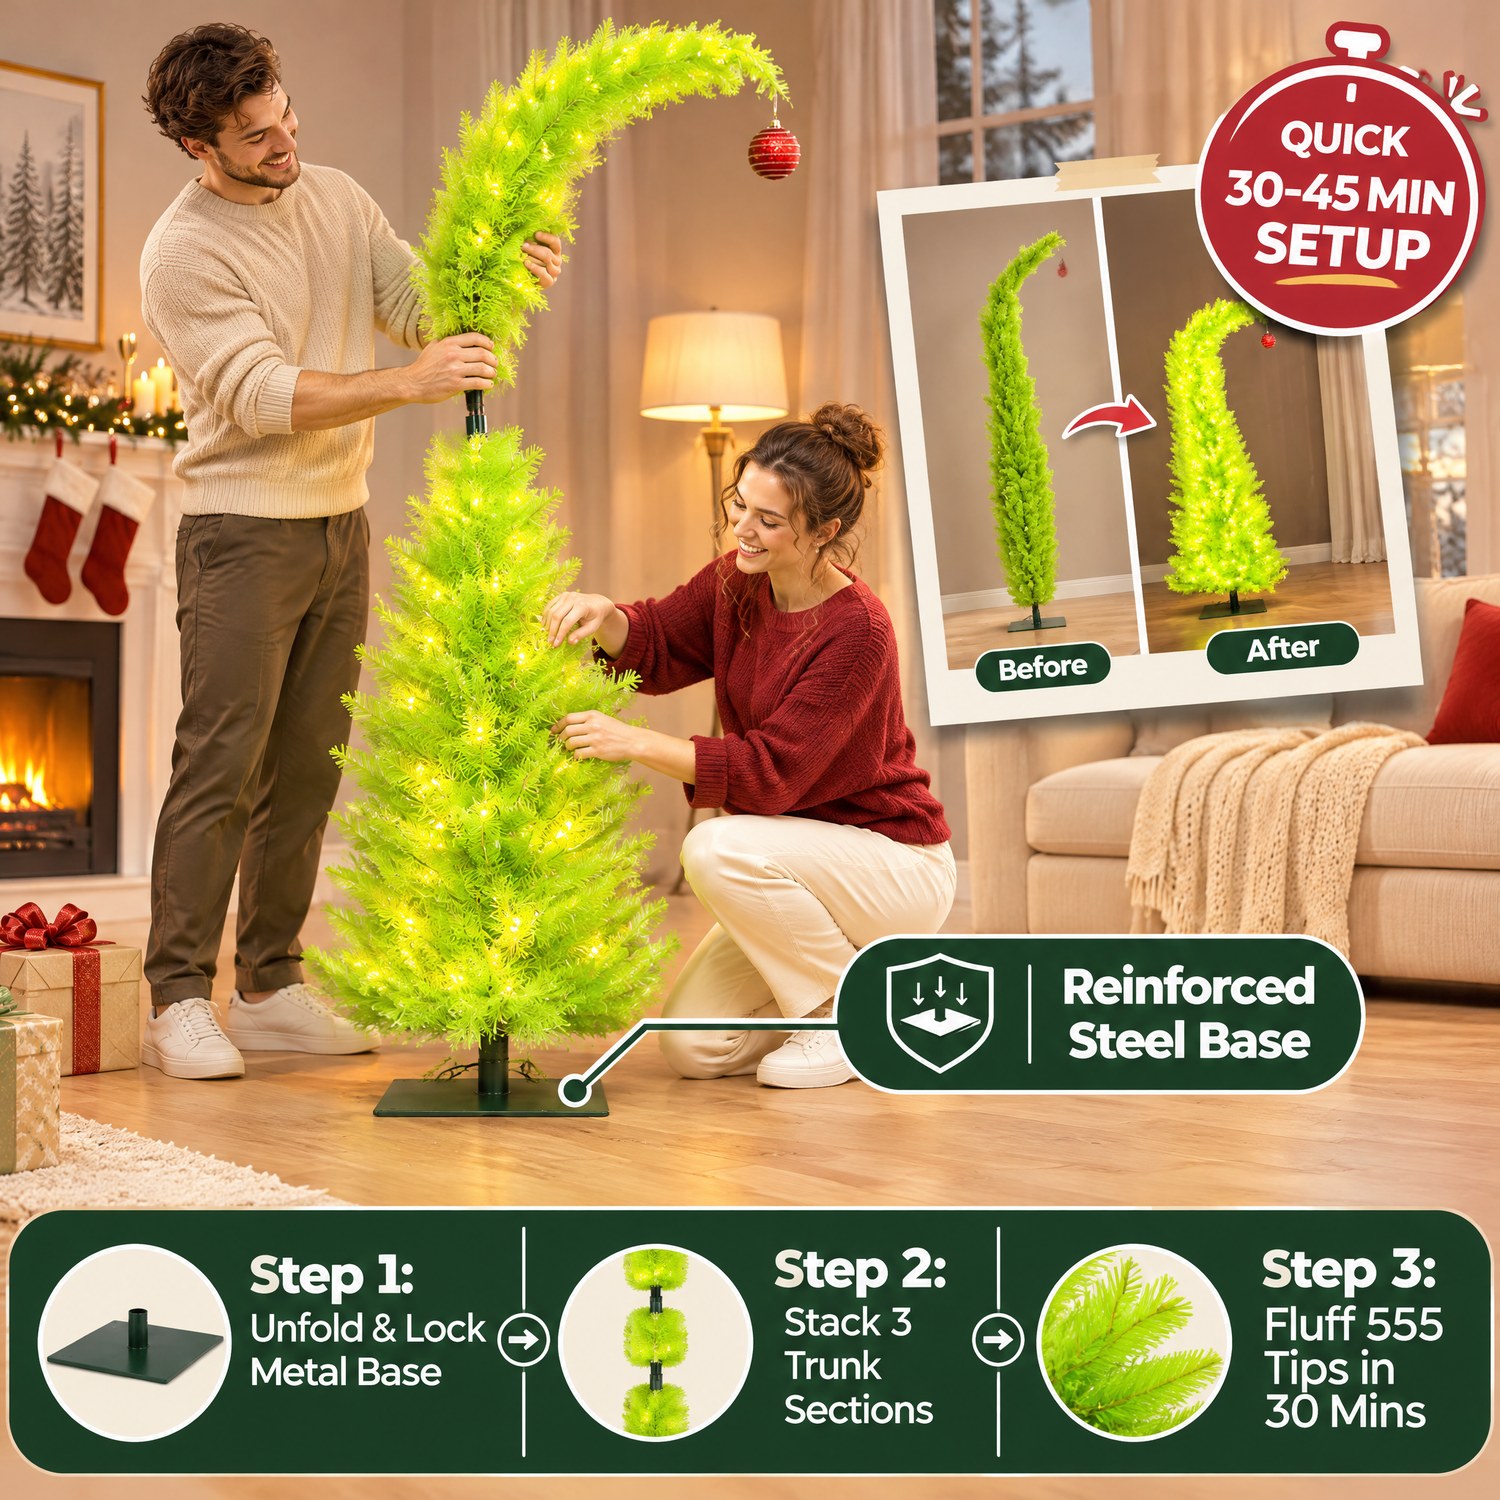 QUICK
30-45 MIN
SETUP
Before
After
Reinforced
Steel Base
Step 1:
Unfold & Lock
Metal Base
Step 2:
Stack 3
Trunk
Sections
Step 3:
Fluff 555
Tips in
30 Mins